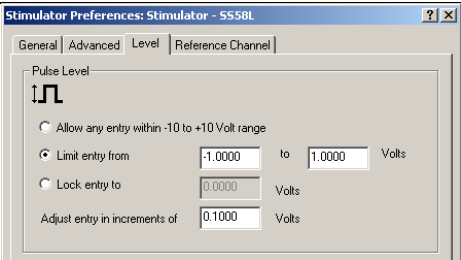 Stimulator Preferences: Stimulator - SS58L
General Advanced Level Reference Channel
Pulse Level
Allow any entry within -10 to +10 Volt range
Limit entry from -1.0000 to 1.0000 Volts
Lock entry to 0.0000 Volts
Adjust entry in increments of 0.1000 Volts